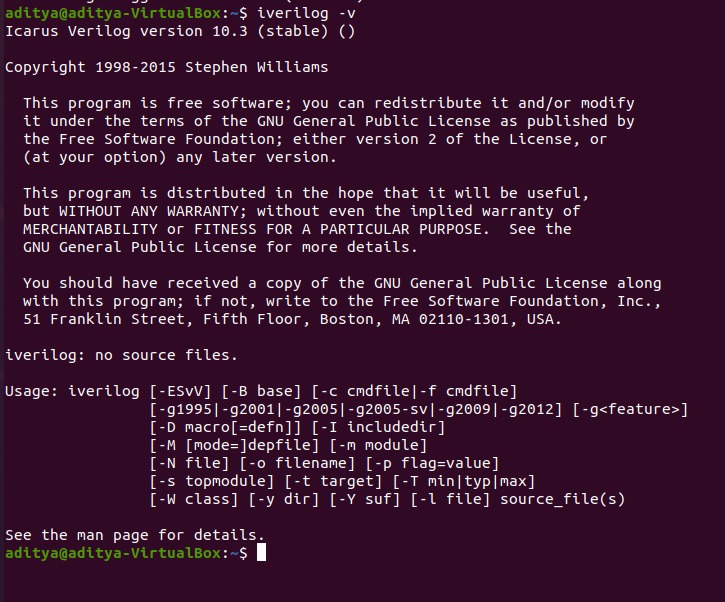 aditya@aditya-VirtualBox:~$ iverilog -v
Icarus Verilog version 10.3 (stable) ()
Copyright 1998-2015 Stephen Williams
This program is free software; you can redistribute it and/or modify
it under the terms of the GNU General Public License as published by
the Free Software Foundation; either version 2 of the License, or
(at your option) any later version.
This program is distributed in the hope that it will be useful,
but WITHOUT ANY WARRANTY; without even the implied warranty of
MERCHANTABILITY or FITNESS FOR A PARTICULAR PURPOSE.  See the
GNU General Public License for more details.
You should have received a copy of the GNU General Public License along
with this program; if not, write to the Free Software Foundation, Inc.,
51 Franklin Street, Fifth Floor, Boston, MA 02110-1301, USA.
iverilog: no source files.
Usage: iverilog [-ESvV] [-B base] [-c cmdfile|-f cmdfile]
[-g1995|-g2001|-g2005|-g2005-sv|-g2009|-g2012] [-g<feature>]
[-D macro[=defn]] [-I includedir]
[-M [mode=]depfile] [-m module]
[-N file] [-o filename] [-p flag=value]
[-s topmodule] [-t target] [-T min|typ|max]
[-W class] [-y dir] [-Y suf] [-l file] source_file(s)
See the man page for details.
aditya@aditya-VirtualBox:~$